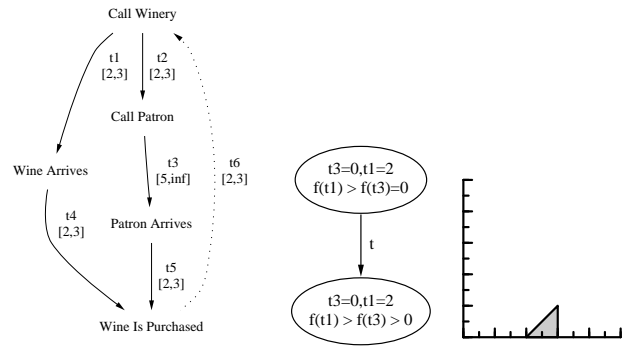 Call Winery
t1
[2,3]
t2
[2,3]
Call Patron
Wine Arrives
t3
[5,inf]
t6
[2,3]
t4
[2,3]
Patron Arrives
t5
[2,3]
Wine Is Purchased
t3=0,t1=2
f(t1) > f(t3)=0
t
t3=0,t1=2
f(t1) > f(t3) > 0